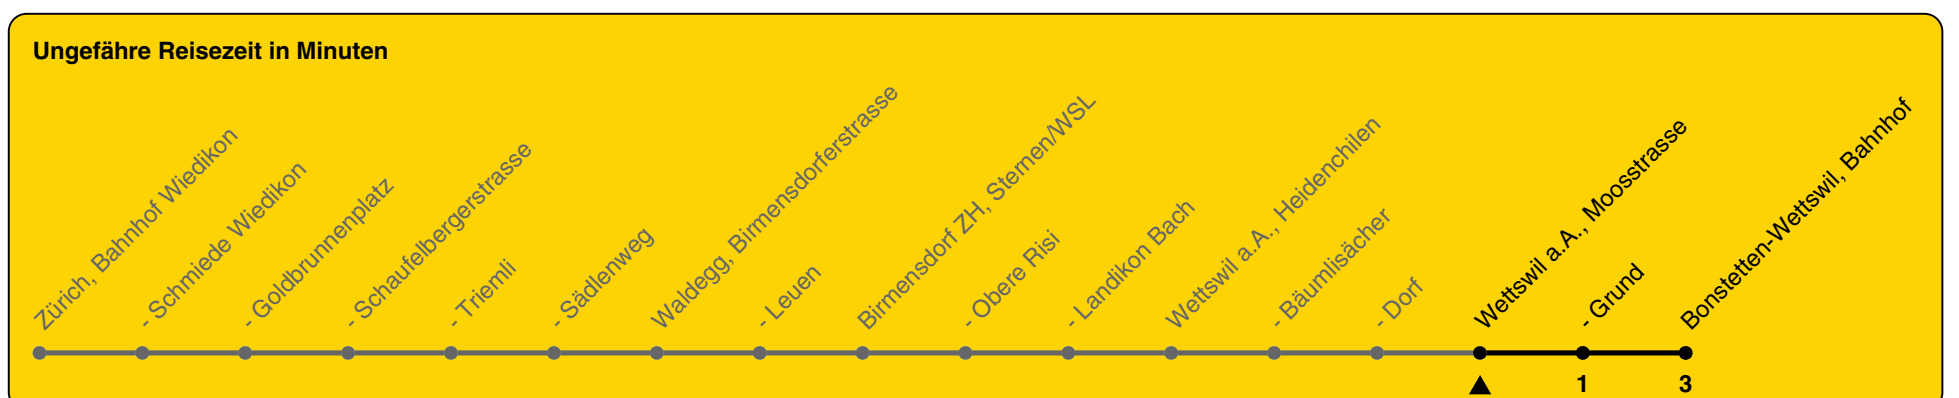 Ungefähre Reisezeit in Minuten
Zürich, Bahnhof Wiedikon
- Schmiede Wiedikon
- Goldbrunnenplatz
- Schaufelbergerstrasse
- Triemli
- Sädlenweg
Waldegg, Birmensdorferstrasse
- Leuen
Birmensdorf ZH, Sternen/WSL
- Obere Risi
- Landikon Bach
Wettswil a.A., Heidenchilen
- Bäumlisächer
- Dorf
Wettswil a.A., Moosstrasse
- Grund
Bonstetten-Wettswil, Bahnhof
1
3